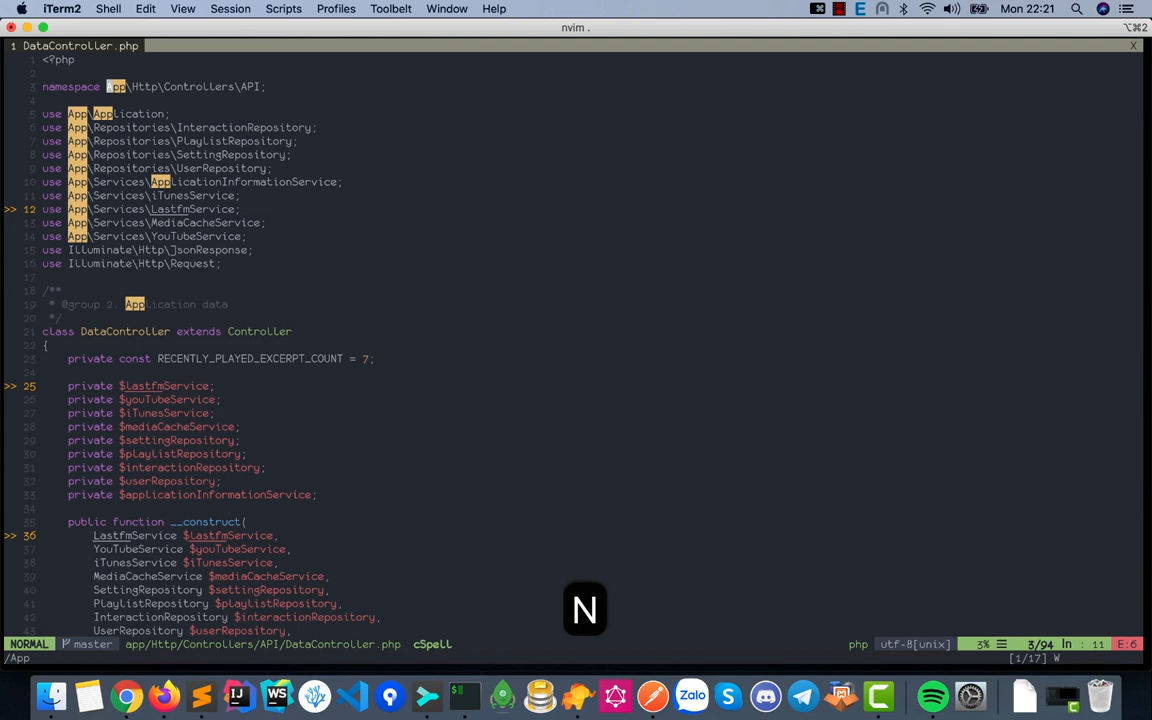 iTerm2 Shell Edit View Session Scripts Profiles Toolbelt Window Help Mon 22:21
nvim . ⌥⌘2
1 DataController.php X
1 <?php
2
3 namespace App\Http\Controllers\API;
4
5 use App\Application;
6 use App\Repositories\InteractionRepository;
7 use App\Repositories\PlaylistRepository;
8 use App\Repositories\SettingRepository;
9 use App\Repositories\UserRepository;
10 use App\Services\ApplicationInformationService;
11 use App\Services\iTunesService;
>> 12 use App\Services\LastfmService;
13 use App\Services\MediaCacheService;
14 use App\Services\YouTubeService;
15 use Illuminate\Http\JsonResponse;
16 use Illuminate\Http\Request;
17
18 /**
19 * @group 2. Application data
20 */
21 class DataController extends Controller
22 {
23 private const RECENTLY_PLAYED_EXCERPT_COUNT = 7;
24
>> 25 private $lastfmService;
26 private $youTubeService;
27 private $iTunesService;
28 private $mediaCacheService;
29 private $settingRepository;
30 private $playlistRepository;
31 private $interactionRepository;
32 private $userRepository;
33 private $applicationInformationService;
34
35 public function __construct(
>> 36 LastfmService $lastfmService,
37 YouTubeService $youTubeService,
38 iTunesService $iTunesService,
39 MediaCacheService $mediaCacheService,
40 SettingRepository $settingRepository,
41 PlaylistRepository $playlistRepository,
42 InteractionRepository $interactionRepository,
43 UserRepository $userRepository,
N
NORMAL master app/Http/Controllers/API/DataController.php cSpell php utf-8[unix] 3% ☰ 3/94 ln : 11 E:6
/App [1/17] W
IJ WS Zalo